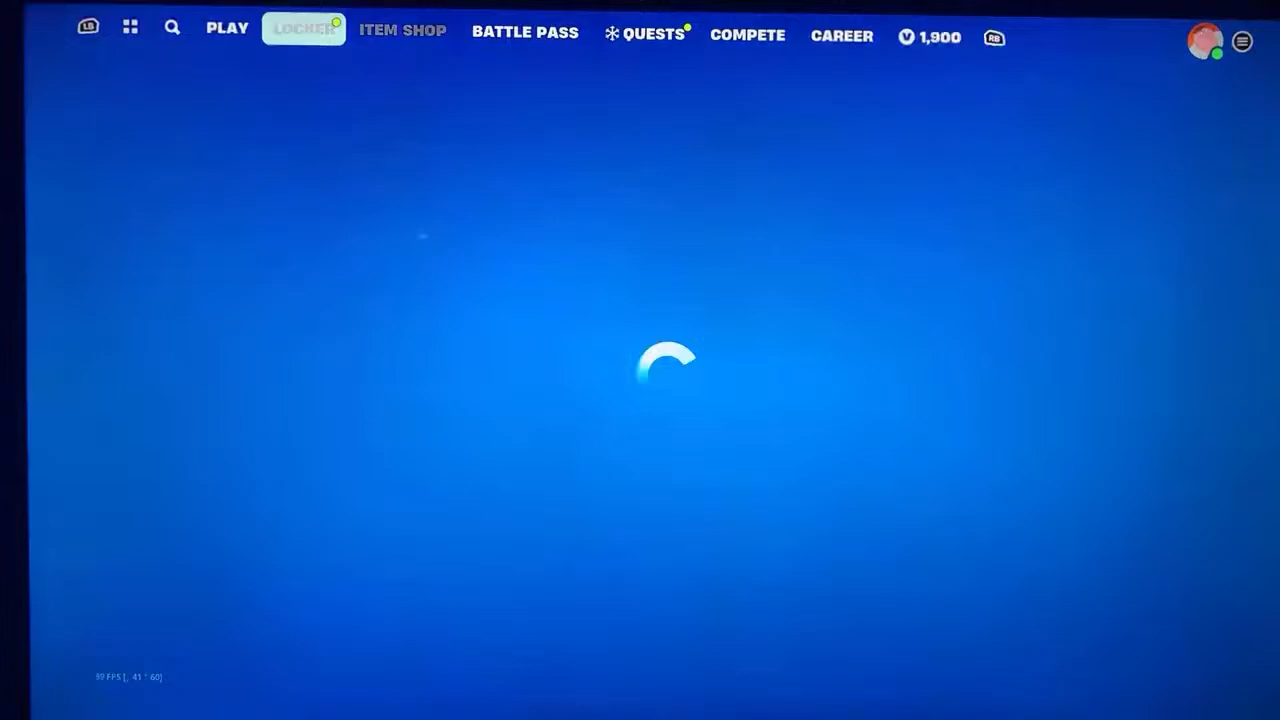 LB PLAY LOCKER ITEM SHOP BATTLE PASS QUESTS COMPETE CAREER V 1,900 RB